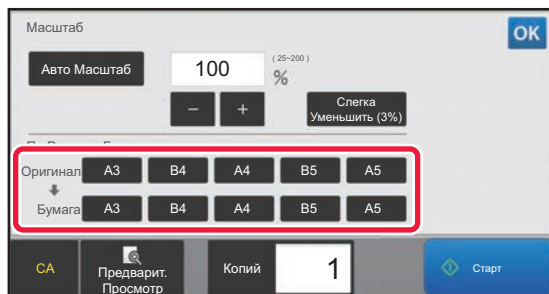 Масштаб
OK
Авто Масштаб
100
(25~200)
%
−
+
Слегка
Уменьшить (3%)
Оригинал
A3
B4
A4
B5
A5
Бумага
A3
B4
A4
B5
A5
CA
Предварит.
Просмотр
Копий
1
Старт